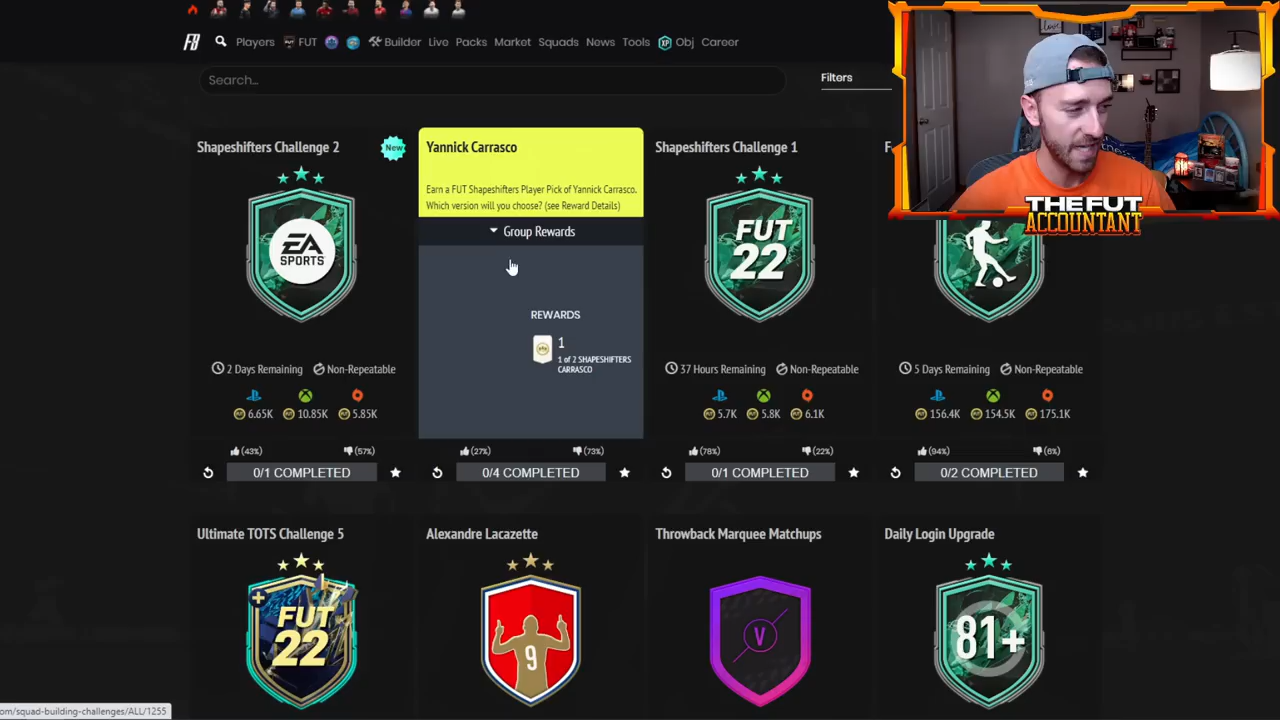 F8
Players
FUT
Builder
Live
Packs
Market
Squads
News
Tools
XP
Obj
Career
Search...
Filters
THE FUT
ACCOUNTANT
Shapeshifters Challenge 2
New
EA
SPORTS
2 Days Remaining
Non-Repeatable
6.65K
10.85K
5.85K
(43%)
(57%)
0/1 COMPLETED
Yannick Carrasco
Earn a FUT Shapeshifters Player Pick of Yannick Carrasco.
Which version will you choose? (see Reward Details)
Group Rewards
REWARDS
1
1 of 2 SHAPESHIFTERS
CARRASCO
(27%)
(73%)
0/4 COMPLETED
Shapeshifters Challenge 1
FUT
22
37 Hours Remaining
Non-Repeatable
5.7K
5.8K
6.1K
(78%)
(22%)
0/1 COMPLETED
5 Days Remaining
Non-Repeatable
156.4K
154.5K
175.1K
(94%)
(6%)
0/2 COMPLETED
Ultimate TOTS Challenge 5
FUT
22
Alexandre Lacazette
9
Throwback Marquee Matchups
V
Daily Login Upgrade
81+
com/squad-building-challenges/ALL/1255